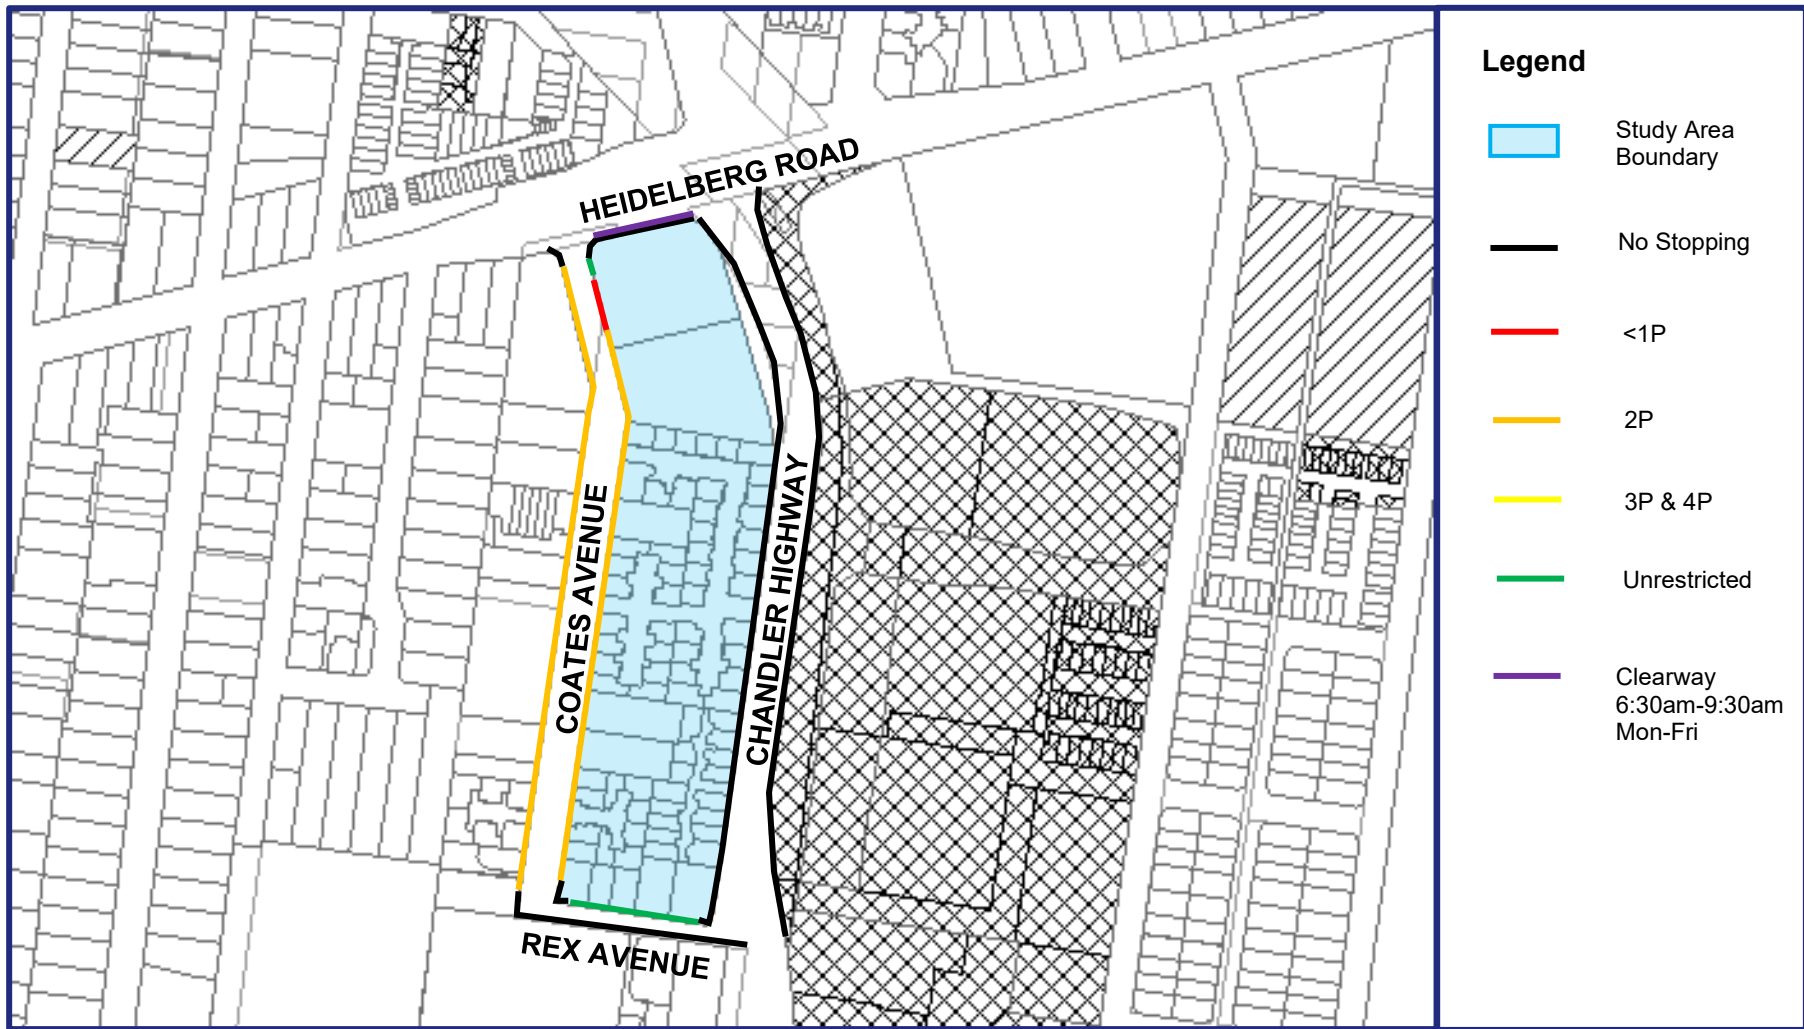 HEIDELBERG ROAD
COATES AVENUE
CHANDLER HIGHWAY
REX AVENUE
Legend
Study Area
Boundary
No Stopping
<1P
2P
3P & 4P
Unrestricted
Clearway
6:30am-9:30am
Mon-Fri